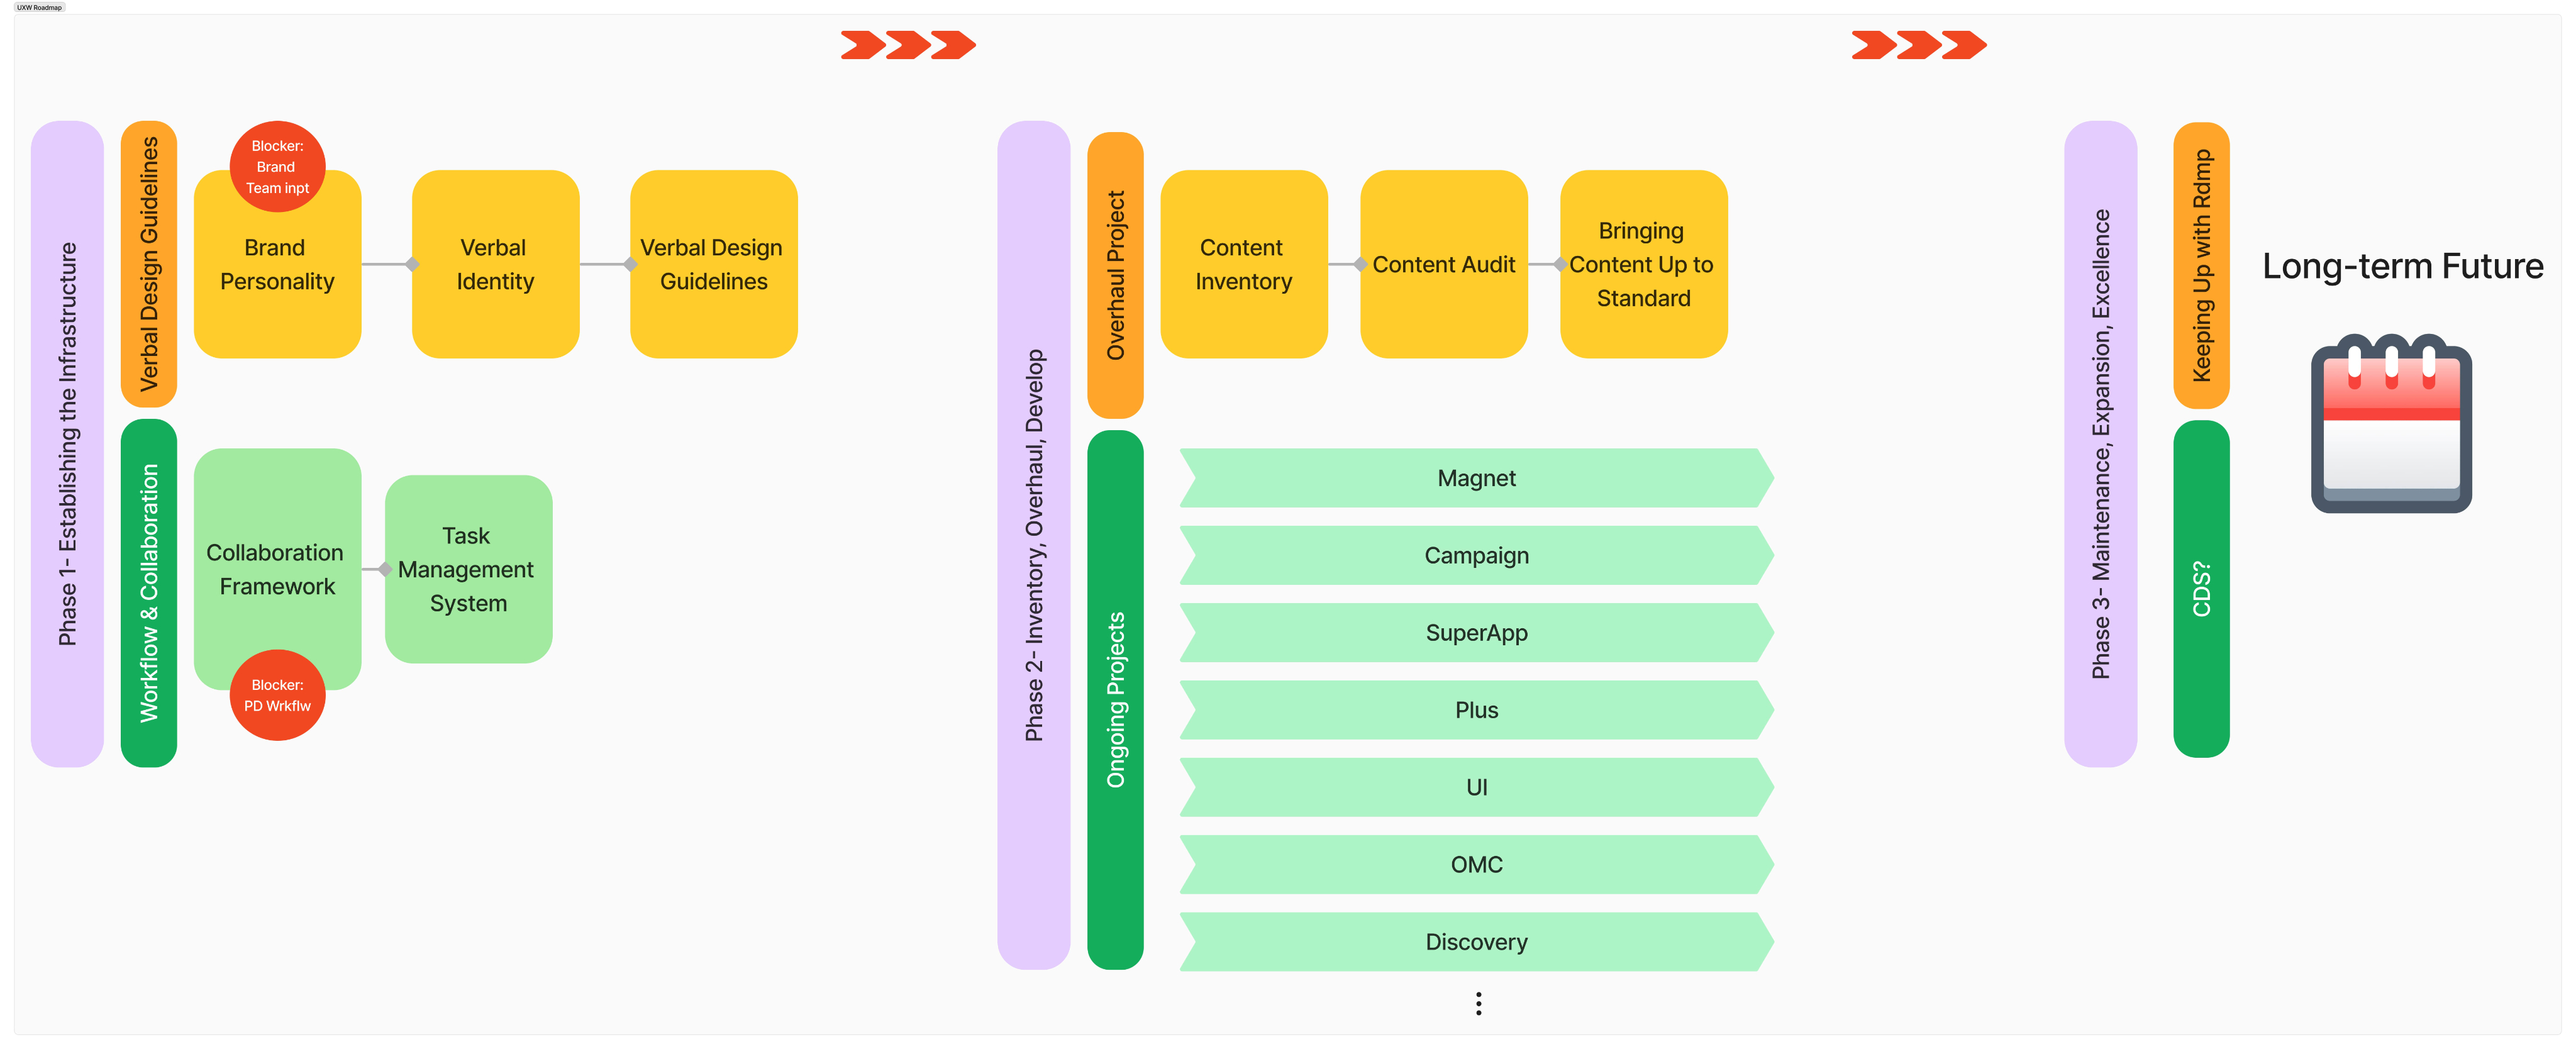 UXW Roadmap
Phase 1- Establishing the Infrastructure
Verbal Design Guidelines
Blocker:
Brand
Team inpt
Brand
Personality
Verbal
Identity
Verbal Design
Guidelines
Workflow & Collaboration
Collaboration
Framework
Blocker:
PD Wrkflw
Task
Management
System
Phase 2- Inventory, Overhaul, Develop
Overhaul Project
Content
Inventory
Content Audit
Bringing
Content Up to
Standard
Ongoing Projects
Magnet
Campaign
SuperApp
Plus
UI
OMC
Discovery
Phase 3- Maintenance, Expansion, Excellence
Keeping Up with Rdmp
CDS?
Long-term Future